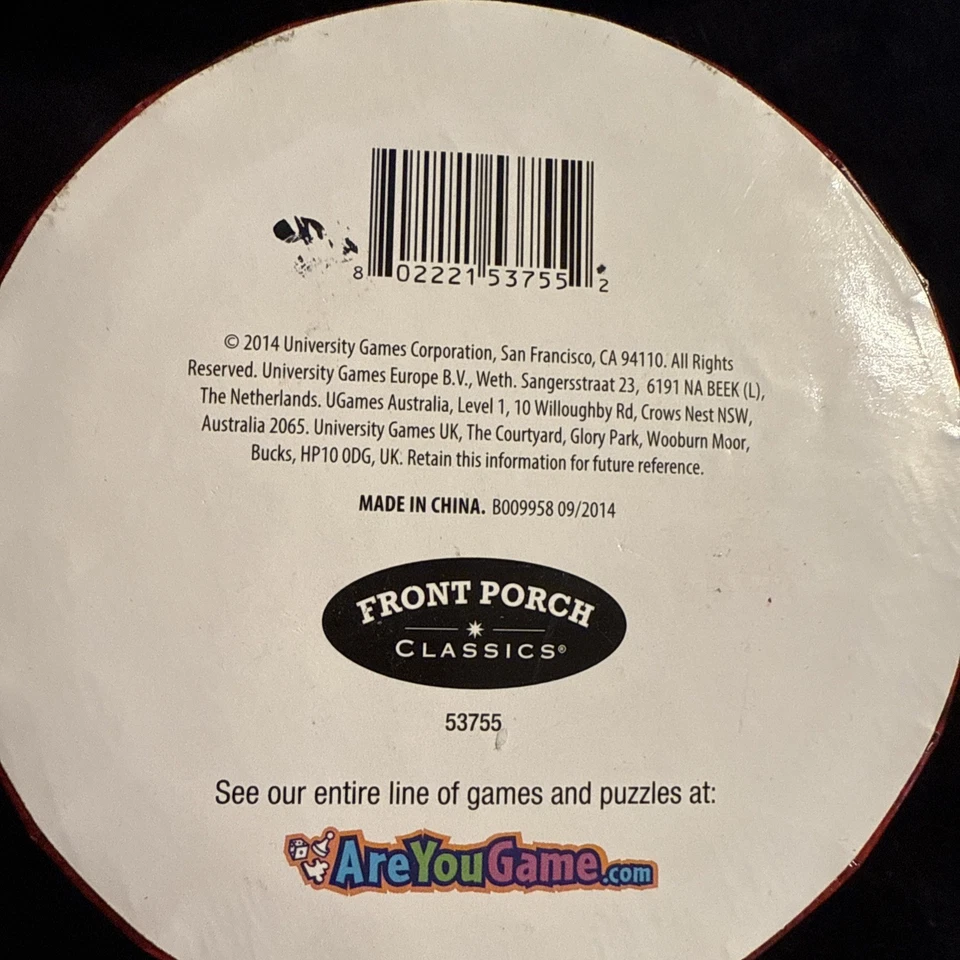 8 02221 53755 2
© 2014 University Games Corporation, San Francisco, CA 94110. All Rights
Reserved. University Games Europe B.V., Weth. Sangersstraat 23, 6191 NA BEEK (L),
The Netherlands. UGames Australia, Level 1, 10 Willoughby Rd, Crows Nest NSW,
Australia 2065. University Games UK, The Courtyard, Glory Park, Wooburn Moor,
Bucks, HP10 0DG, UK. Retain this information for future reference.
MADE IN CHINA. B009958 09/2014
FRONT PORCH
CLASSICS®
53755
See our entire line of games and puzzles at:
AreYouGame.com